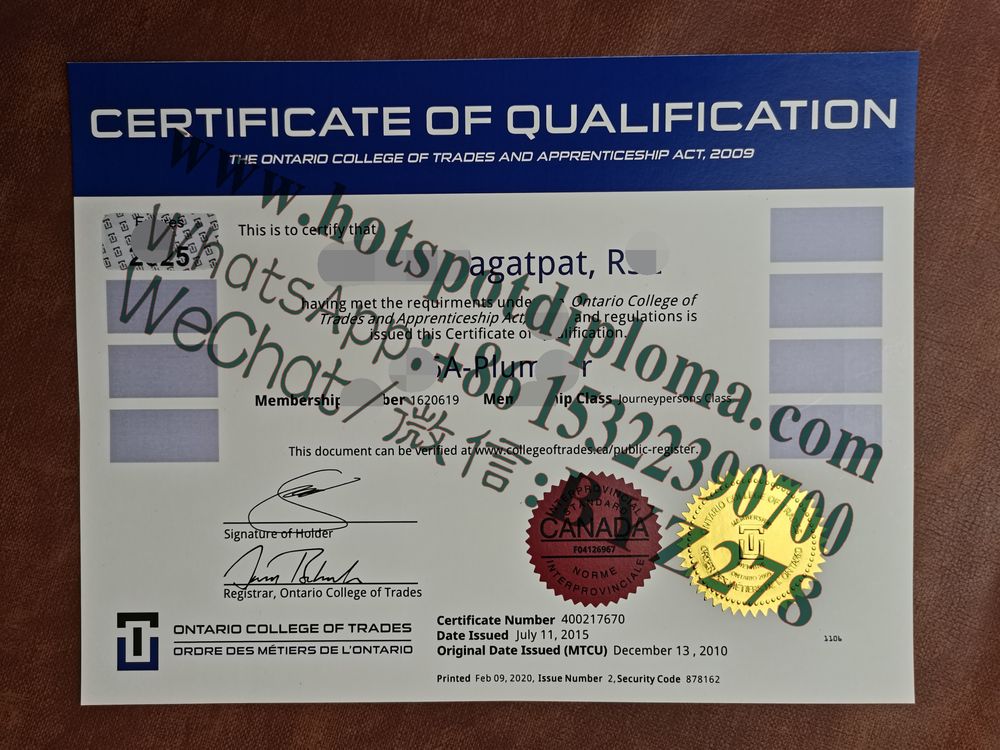 CERTIFICATE OF QUALIFICATION
THE ONTARIO COLLEGE OF TRADES AND APPRENTICESHIP ACT, 2009
www.hotspotdiploma.com
WhatsApp:+86 15322390700
WeChat/微信:
This is to certify that
agatpat,
having met the requirments Ontario College of
Trades and Apprenticeship Act, and regulations is
issued this Certificate
Membership 1620619 Class Journeypersons Class
This document can be verified at www.collegeoftrades.ca/public-register.
Signature of Holder
Registrar, Ontario College of Trades
INTERPROVINCIAL
STANDARD
CANADA
F04126967
NORME
INTERPROVINCIALE
ONTARIO COLLEGE OF TRADES
ORDRE DES MÉTIERS DE L'ONTARIO
Certificate Number 400217670
Date Issued July 11, 2015
Original Date Issued (MTCU) December 13 , 2010
Printed Feb 09, 2020, Issue Number 2, Security Code 878162
1106